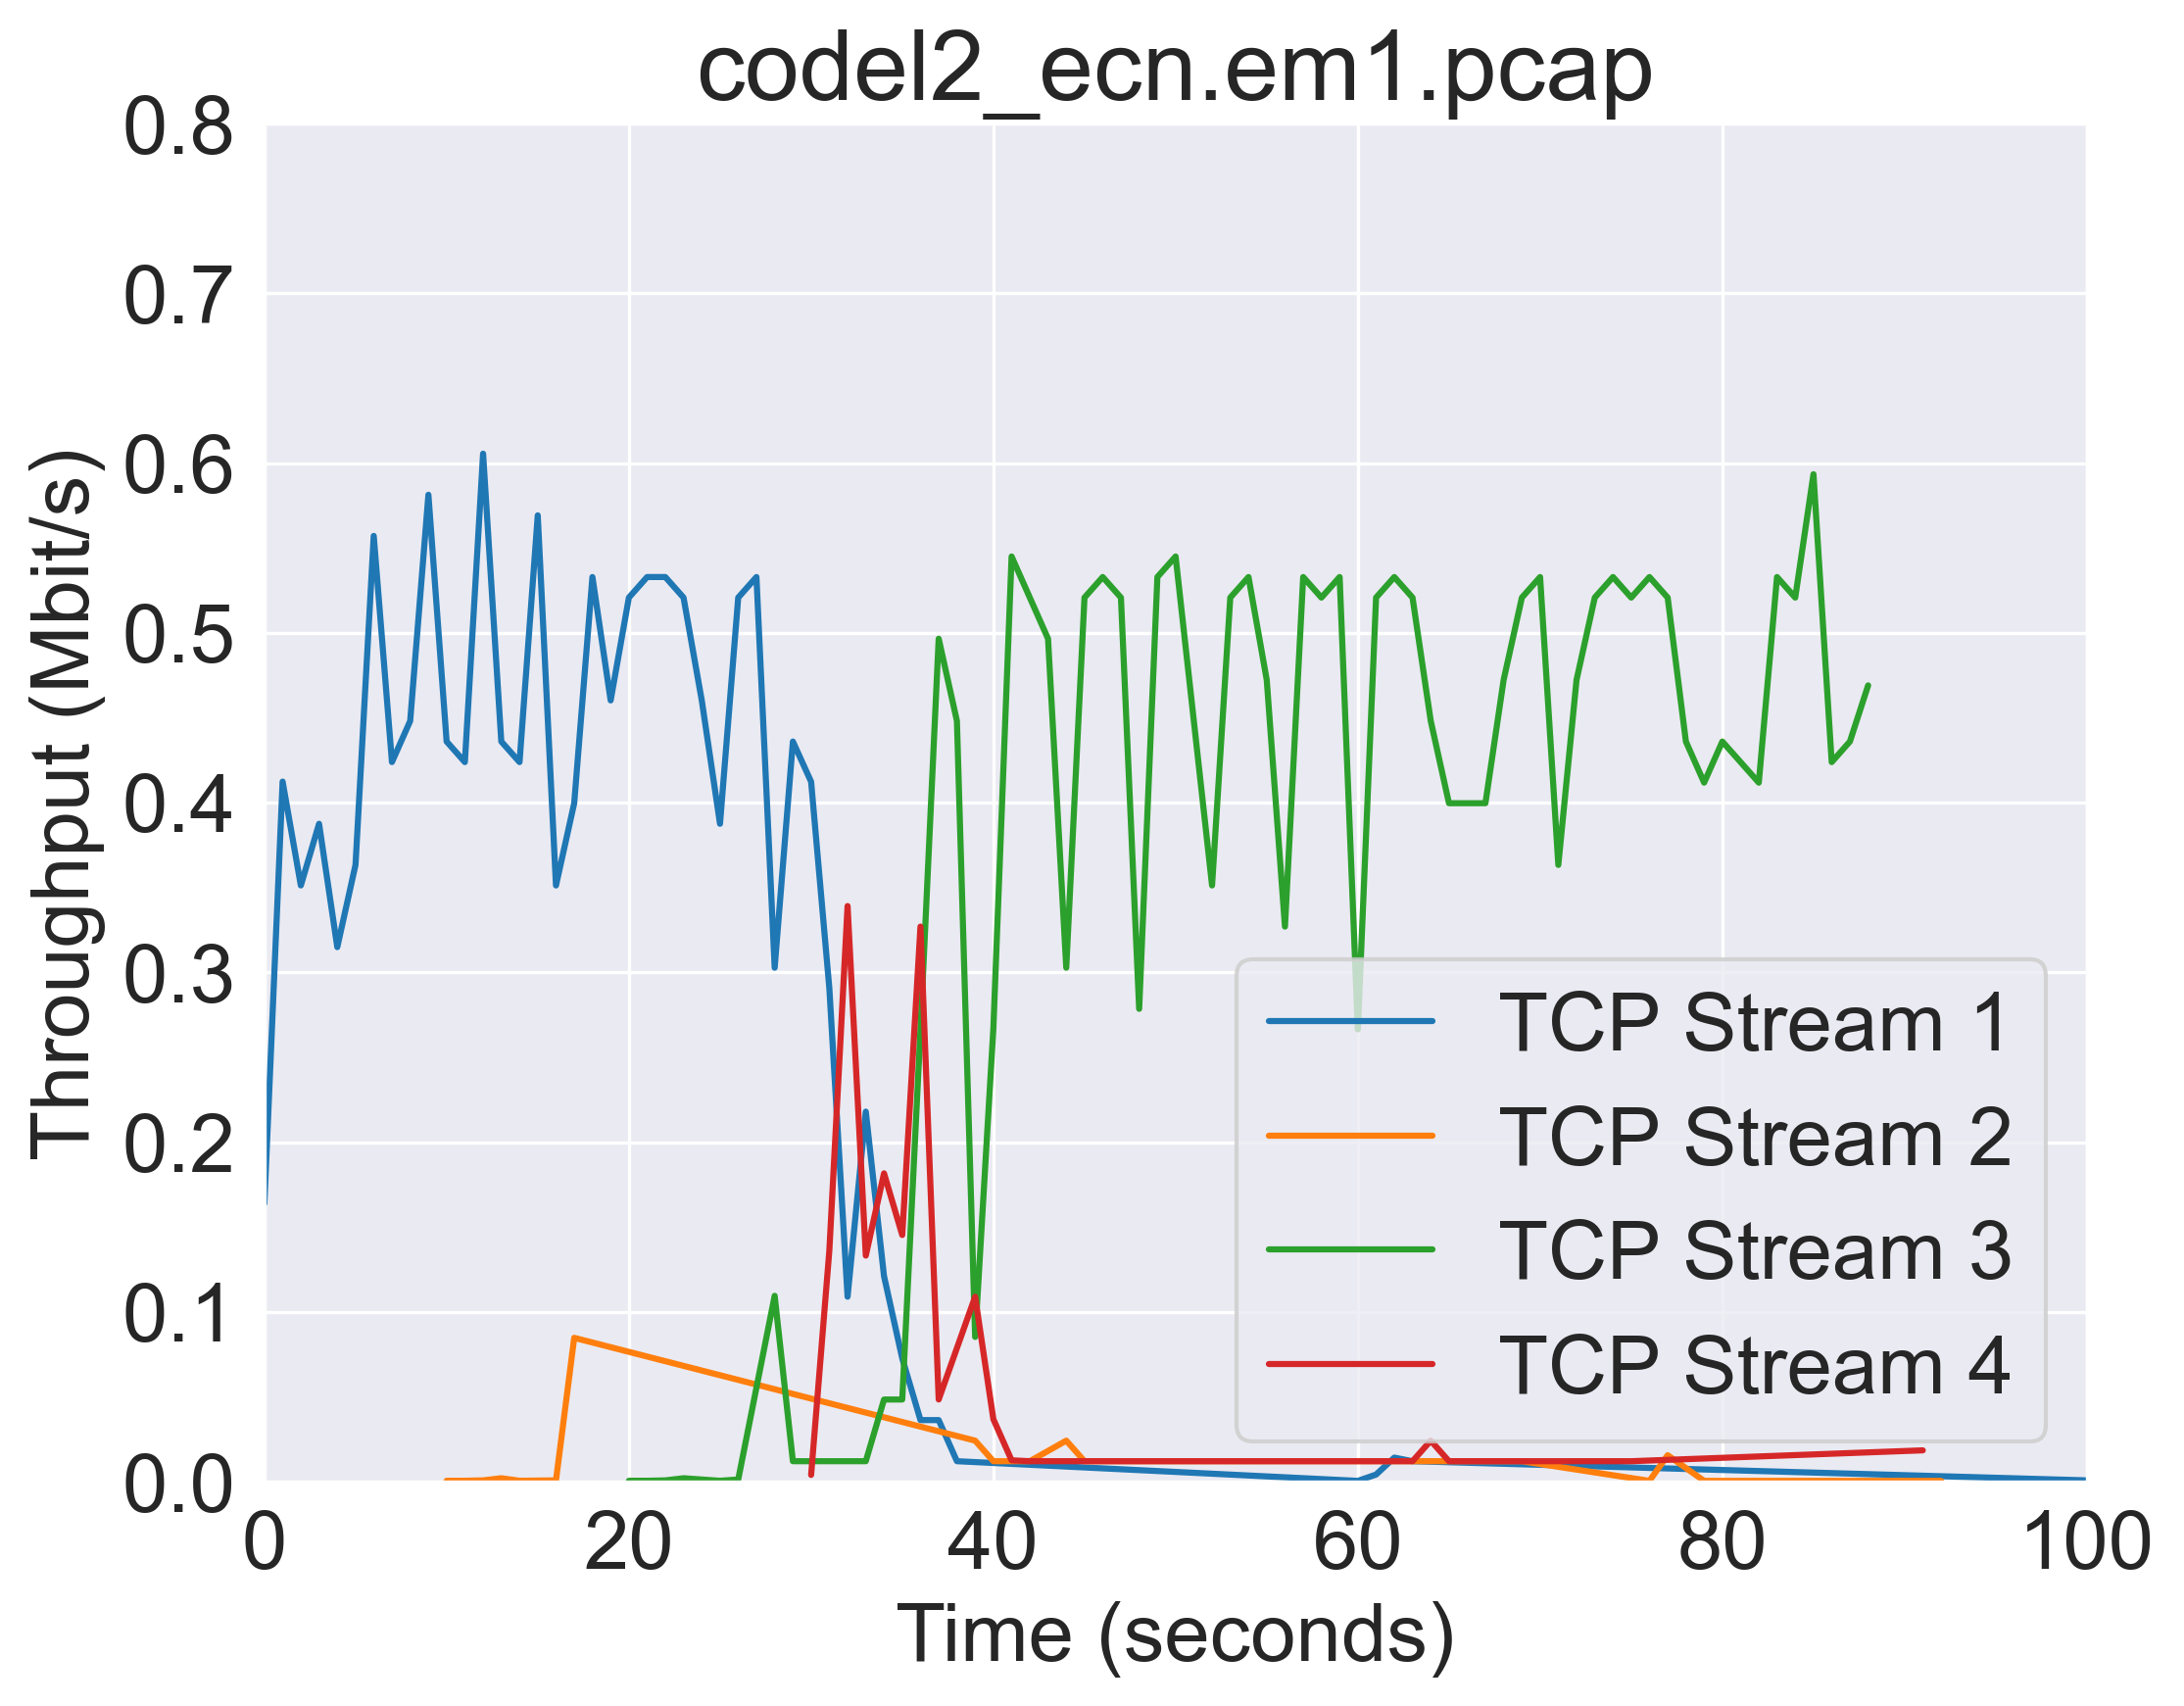 codel2_ecn.em1.pcap
Throughput (Mbit/s)
0.8
0.7
0.6
0.5
0.4
0.3
0.2
0.1
0.0
TCP Stream 1
TCP Stream 2
TCP Stream 3
TCP Stream 4
0 20 40 60 80 100
Time (seconds)